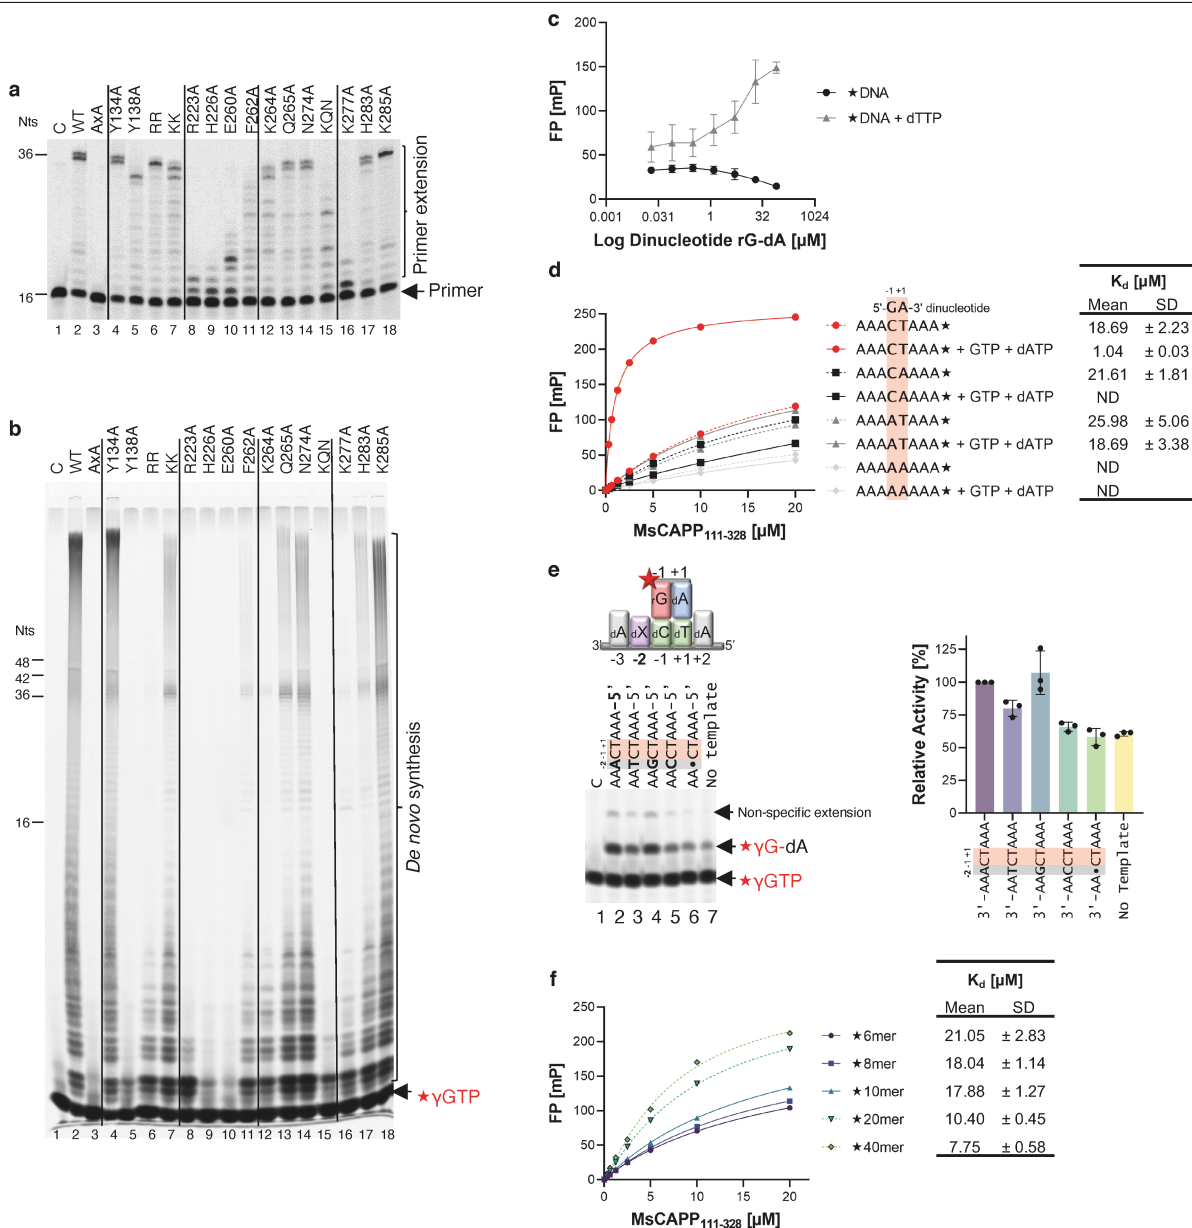 a
Nts
C
WT
AxA
Y134A
Y138A
RR
KK
R223A
H226A
E260A
F262A
K264A
Q265A
N274A
KQN
K277A
H283A
K285A
36
16
Primer extension
Primer
1 2 3 4 5 6 7 8 9 10 11 12 13 14 15 16 17 18
b
C
WT
AxA
Y134A
Y138A
RR
KK
R223A
H226A
E260A
F262A
K264A
Q265A
N274A
KQN
K277A
H283A
K285A
Nts
48
42
36
16
De novo synthesis
★γGTP
1 2 3 4 5 6 7 8 9 10 11 12 13 14 15 16 17 18
c
FP [mP]
200
150
100
50
0
0.001 0.031 1 32 1024
Log Dinucleotide rG-dA [µM]
★DNA
★DNA + dTTP
d
FP [mP]
250
200
150
100
50
0
0 5 10 15 20
MsCAPP111-328 [µM]
-1 +1
5'-GA-3' dinucleotide
AAACTAAA★
AAACTAAA★ + GTP + dATP
AAACAAAA★
AAACAAAA★ + GTP + dATP
AAAATAAA★
AAAATAAA★ + GTP + dATP
AAAAAAAA★
AAAAAAAA★ + GTP + dATP
Kd [µM]
Mean SD
18.69 ± 2.23
1.04 ± 0.03
21.61 ± 1.81
ND
25.98 ± 5.06
18.69 ± 3.38
ND
ND
e
-1 +1
rG dA
dA dX dC dT dA
3' 5'
-3 -2 -1 +1 +2
-2 -1 +1
C
AAACTAAA-5'
AATCTAAA-5'
AAGCTAAA-5'
AACCTAAA-5'
AA•CTAAA-5'
No template
Non-specific extension
★γG-dA
★γGTP
1 2 3 4 5 6 7
Relative Activity [%]
125
100
75
50
25
0
-2 -1 +1
3'-AAACTAAA
3'-AATCTAAA
3'-AAGCTAAA
3'-AACCTAAA
3'-AA•CTAAA
No Template
f
FP [mP]
250
200
150
100
50
0
0 5 10 15 20
MsCAPP111-328 [µM]
★6mer
★8mer
★10mer
★20mer
★40mer
Kd [µM]
Mean SD
21.05 ± 2.83
18.04 ± 1.14
17.88 ± 1.27
10.40 ± 0.45
7.75 ± 0.58